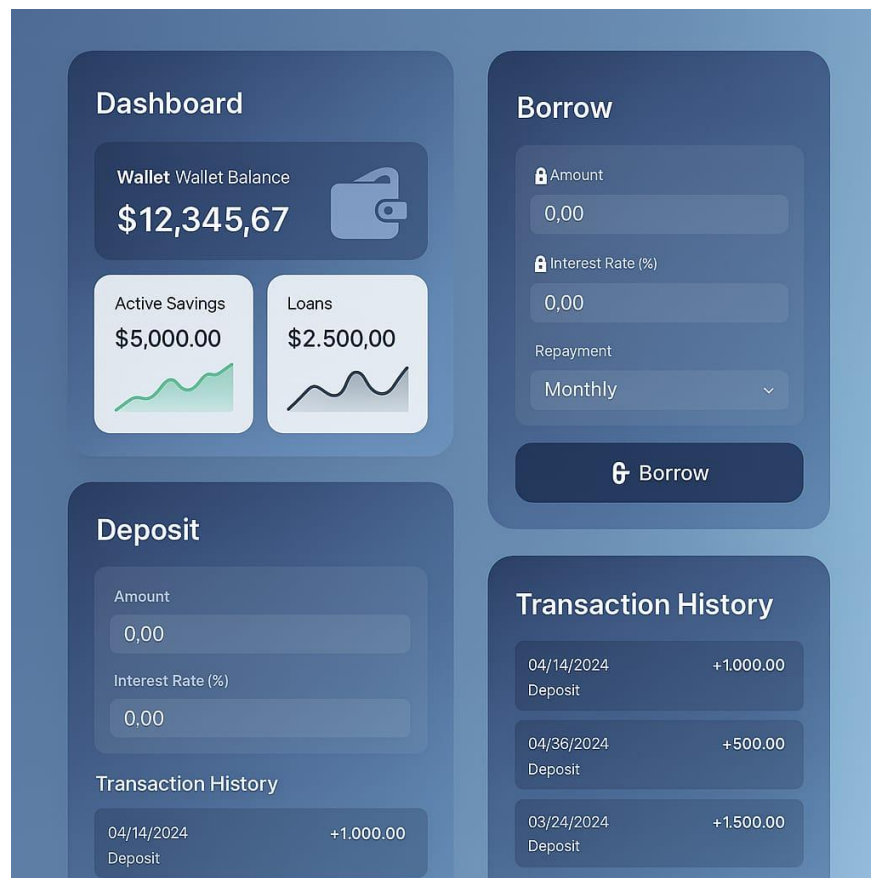 Dashboard
Wallet Wallet Balance
$12,345,67
Active Savings
$5,000.00
Loans
$2.500,00
Deposit
Amount
0,00
Interest Rate (%)
0,00
Transaction History
04/14/2024
+1.000.00
Deposit
Borrow
Amount
0,00
Interest Rate (%)
0,00
Repayment
Monthly
Borrow
Transaction History
04/14/2024
+1.000.00
Deposit
04/36/2024
+500.00
Deposit
03/24/2024
+1.500.00
Deposit